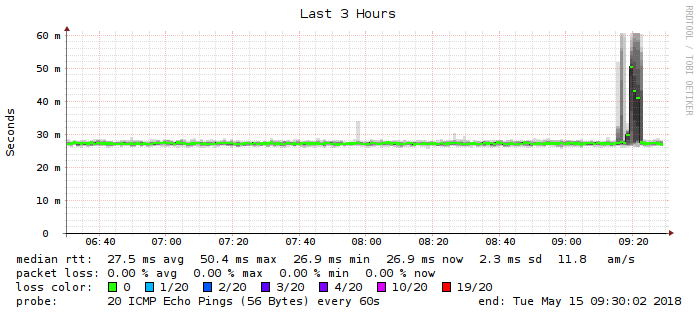 Last 3 Hours
RRDTOOL / TOBI OETIKER
Seconds
60 m
50 m
40 m
30 m
20 m
10 m
0
06:40 07:00 07:20 07:40 08:00 08:20 08:40 09:00 09:20
median rtt: 27.5 ms avg 50.4 ms max 26.9 ms min 26.9 ms now 2.3 ms sd 11.8 am/s
packet loss: 0.00 % avg 0.00 % max 0.00 % min 0.00 % now
loss color: 0 1/20 2/20 3/20 4/20 10/20 19/20
probe: 20 ICMP Echo Pings (56 Bytes) every 60s end: Tue May 15 09:30:02 2018